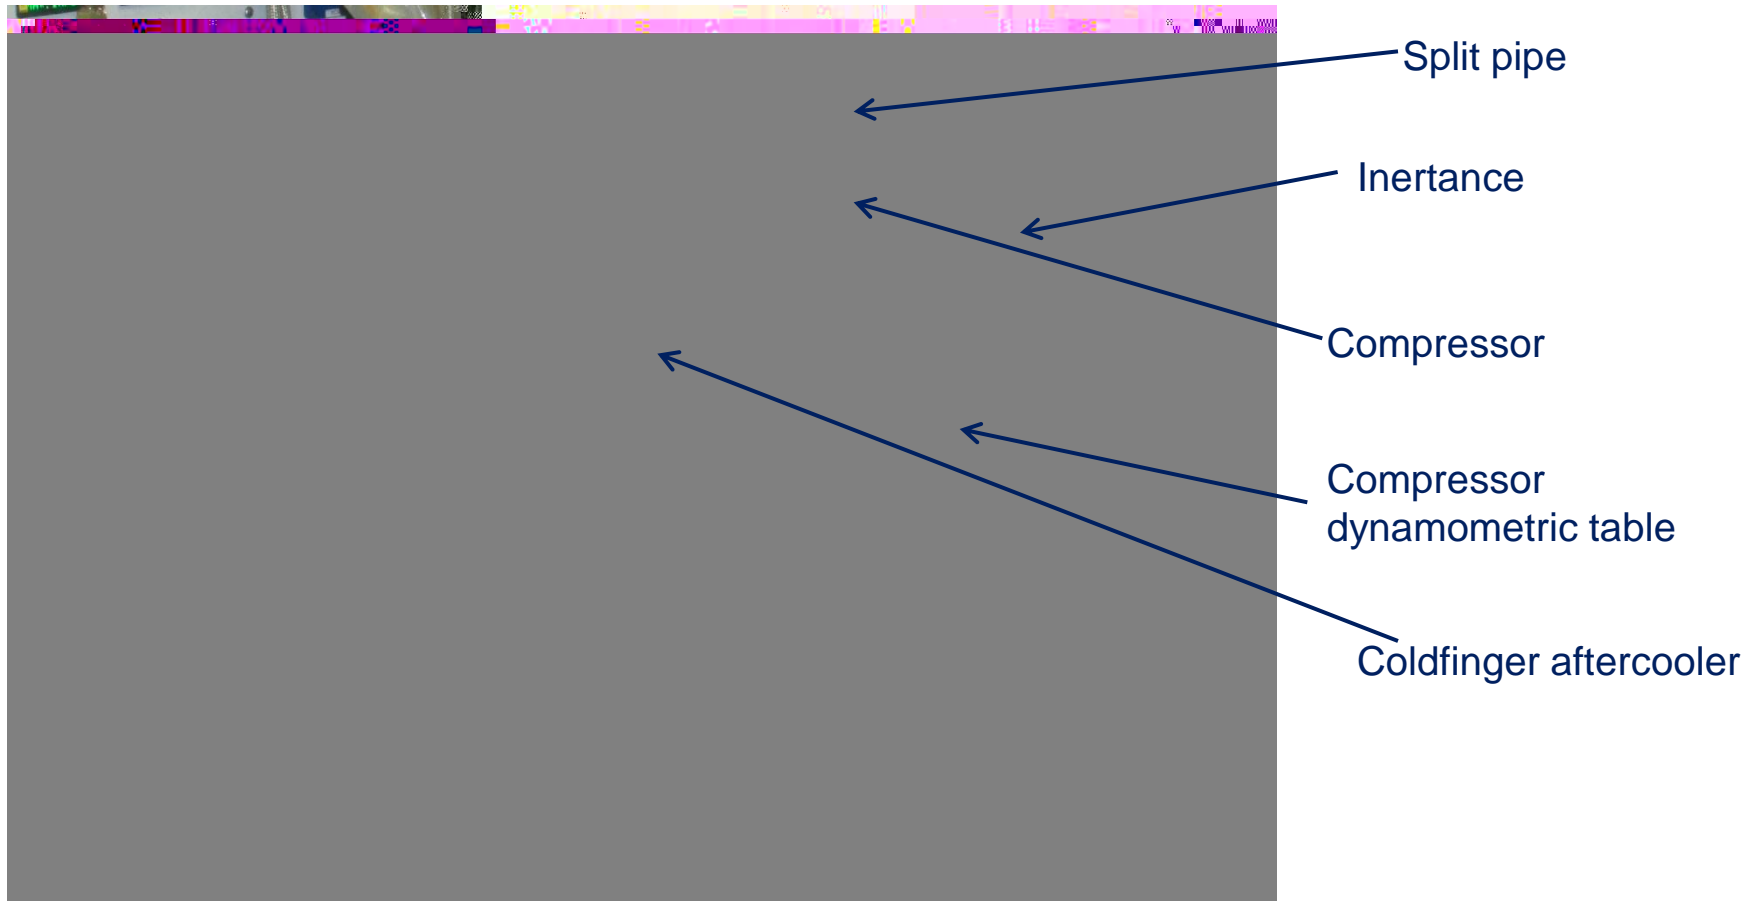 Split pipe
Inertance
Compressor
Compressor
dynamometric table
Coldfinger aftercooler